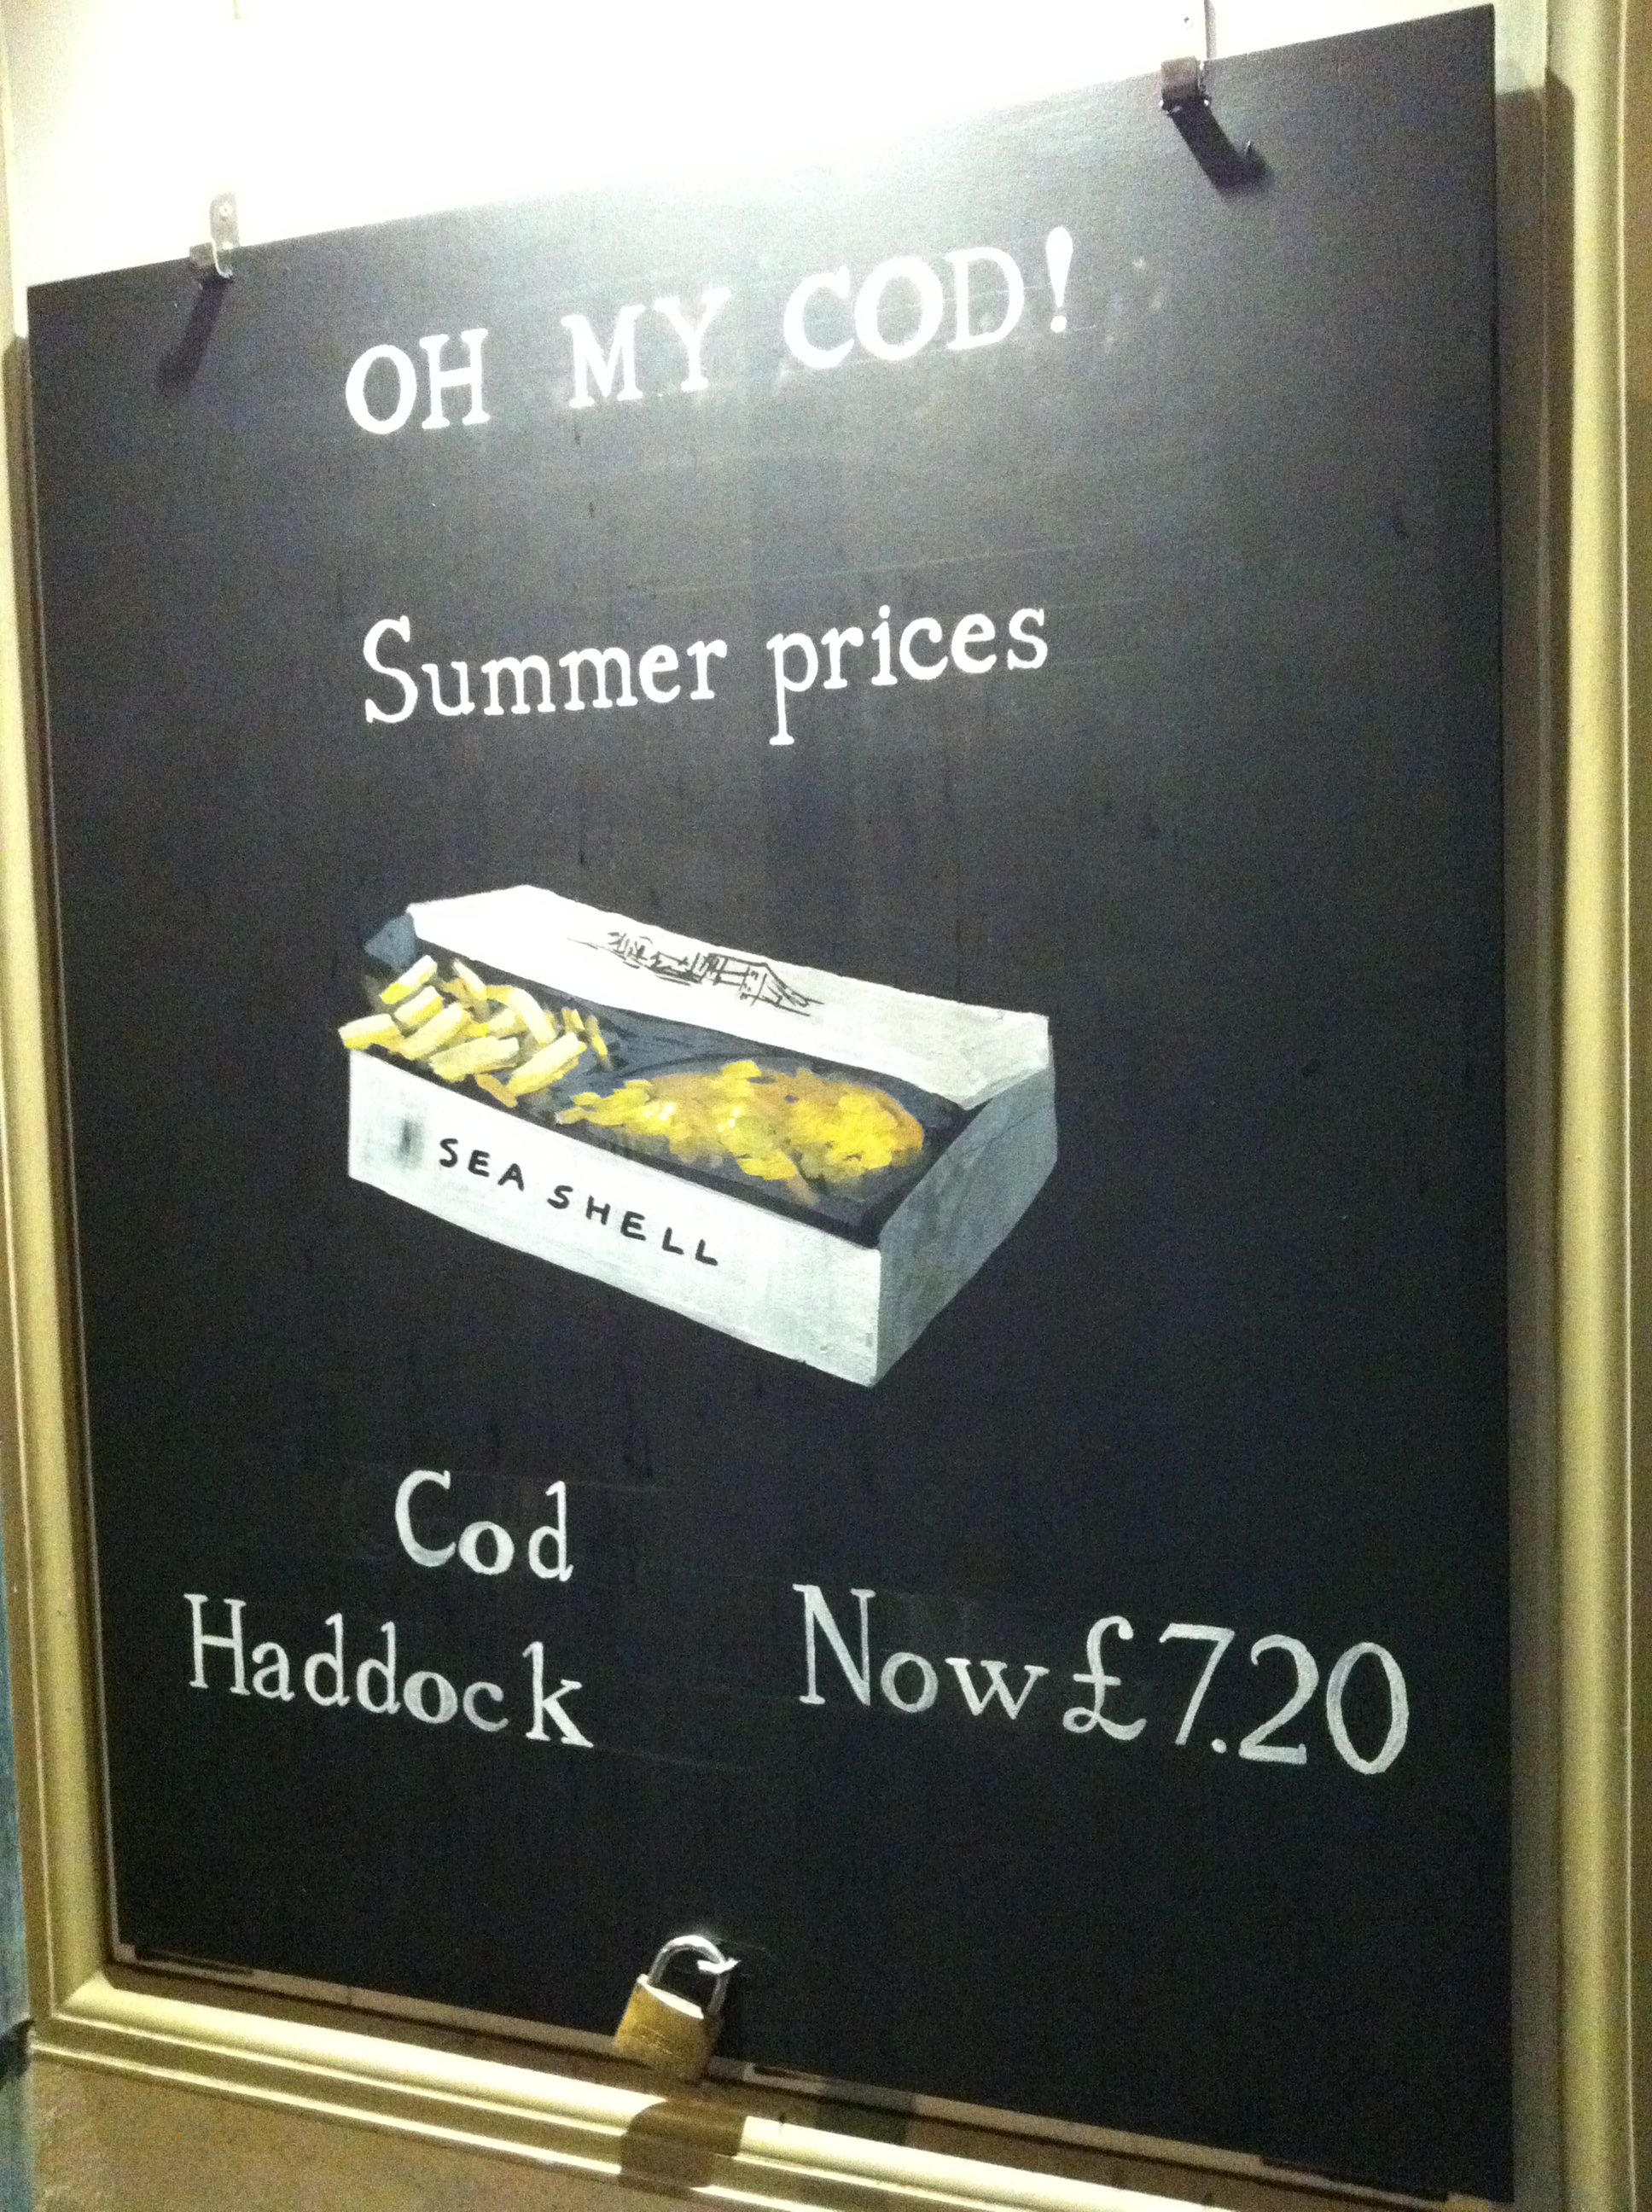 OH MY COD!
Summer prices
SEA SHELL
Cod
Haddock
Now £7.20